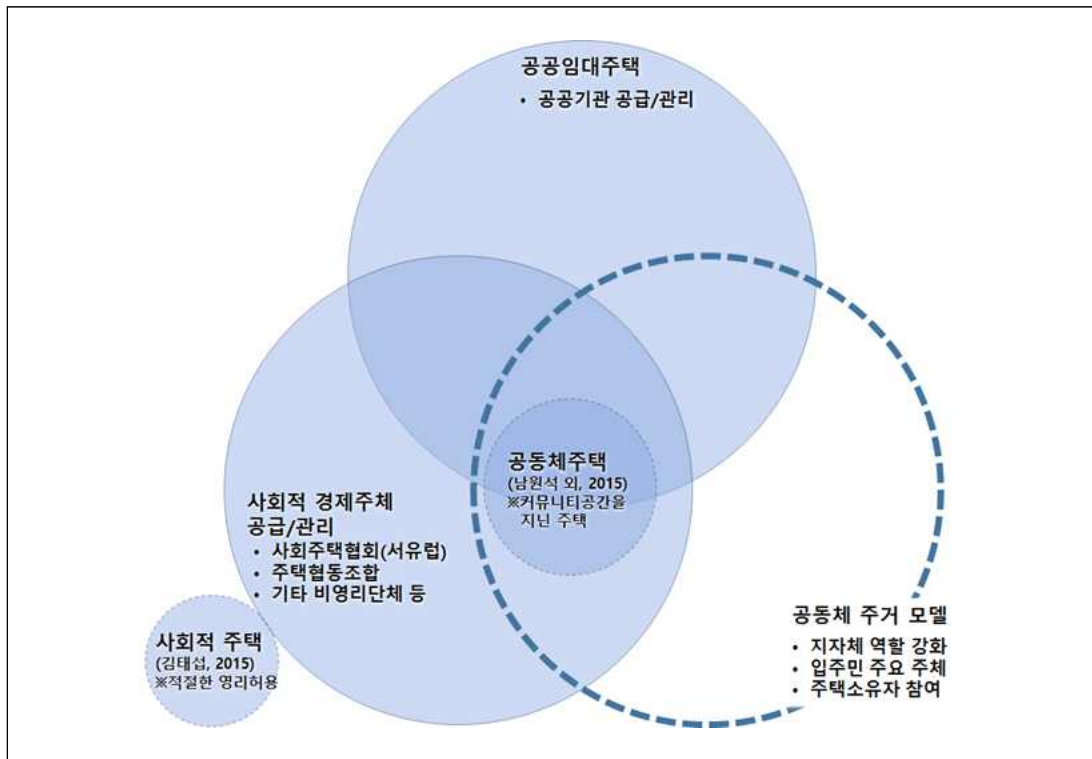 공공임대주택
• 공공기관 공급/관리
공동체주택
(남원석 외, 2015)
※커뮤니티공간을
지닌 주택
사회적 경제주체
공급/관리
• 사회주택협회(서유럽)
• 주택협동조합
• 기타 비영리단체 등
사회적 주택
(김태섭, 2015)
※적절한 영리허용
공동체 주거 모델
• 지자체 역할 강화
• 입주민 주요 주체
• 주택소유자 참여